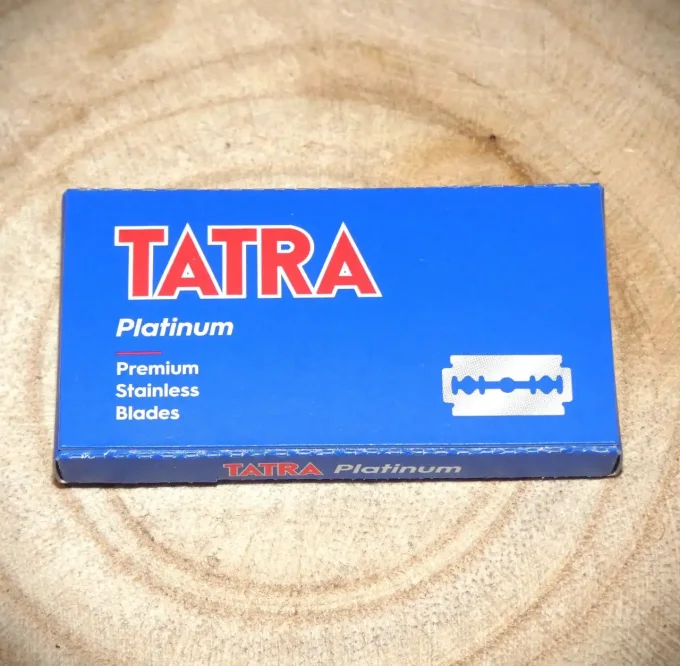 TATRA
Platinum
Premium
Stainless
Blades
TATRA Platinum